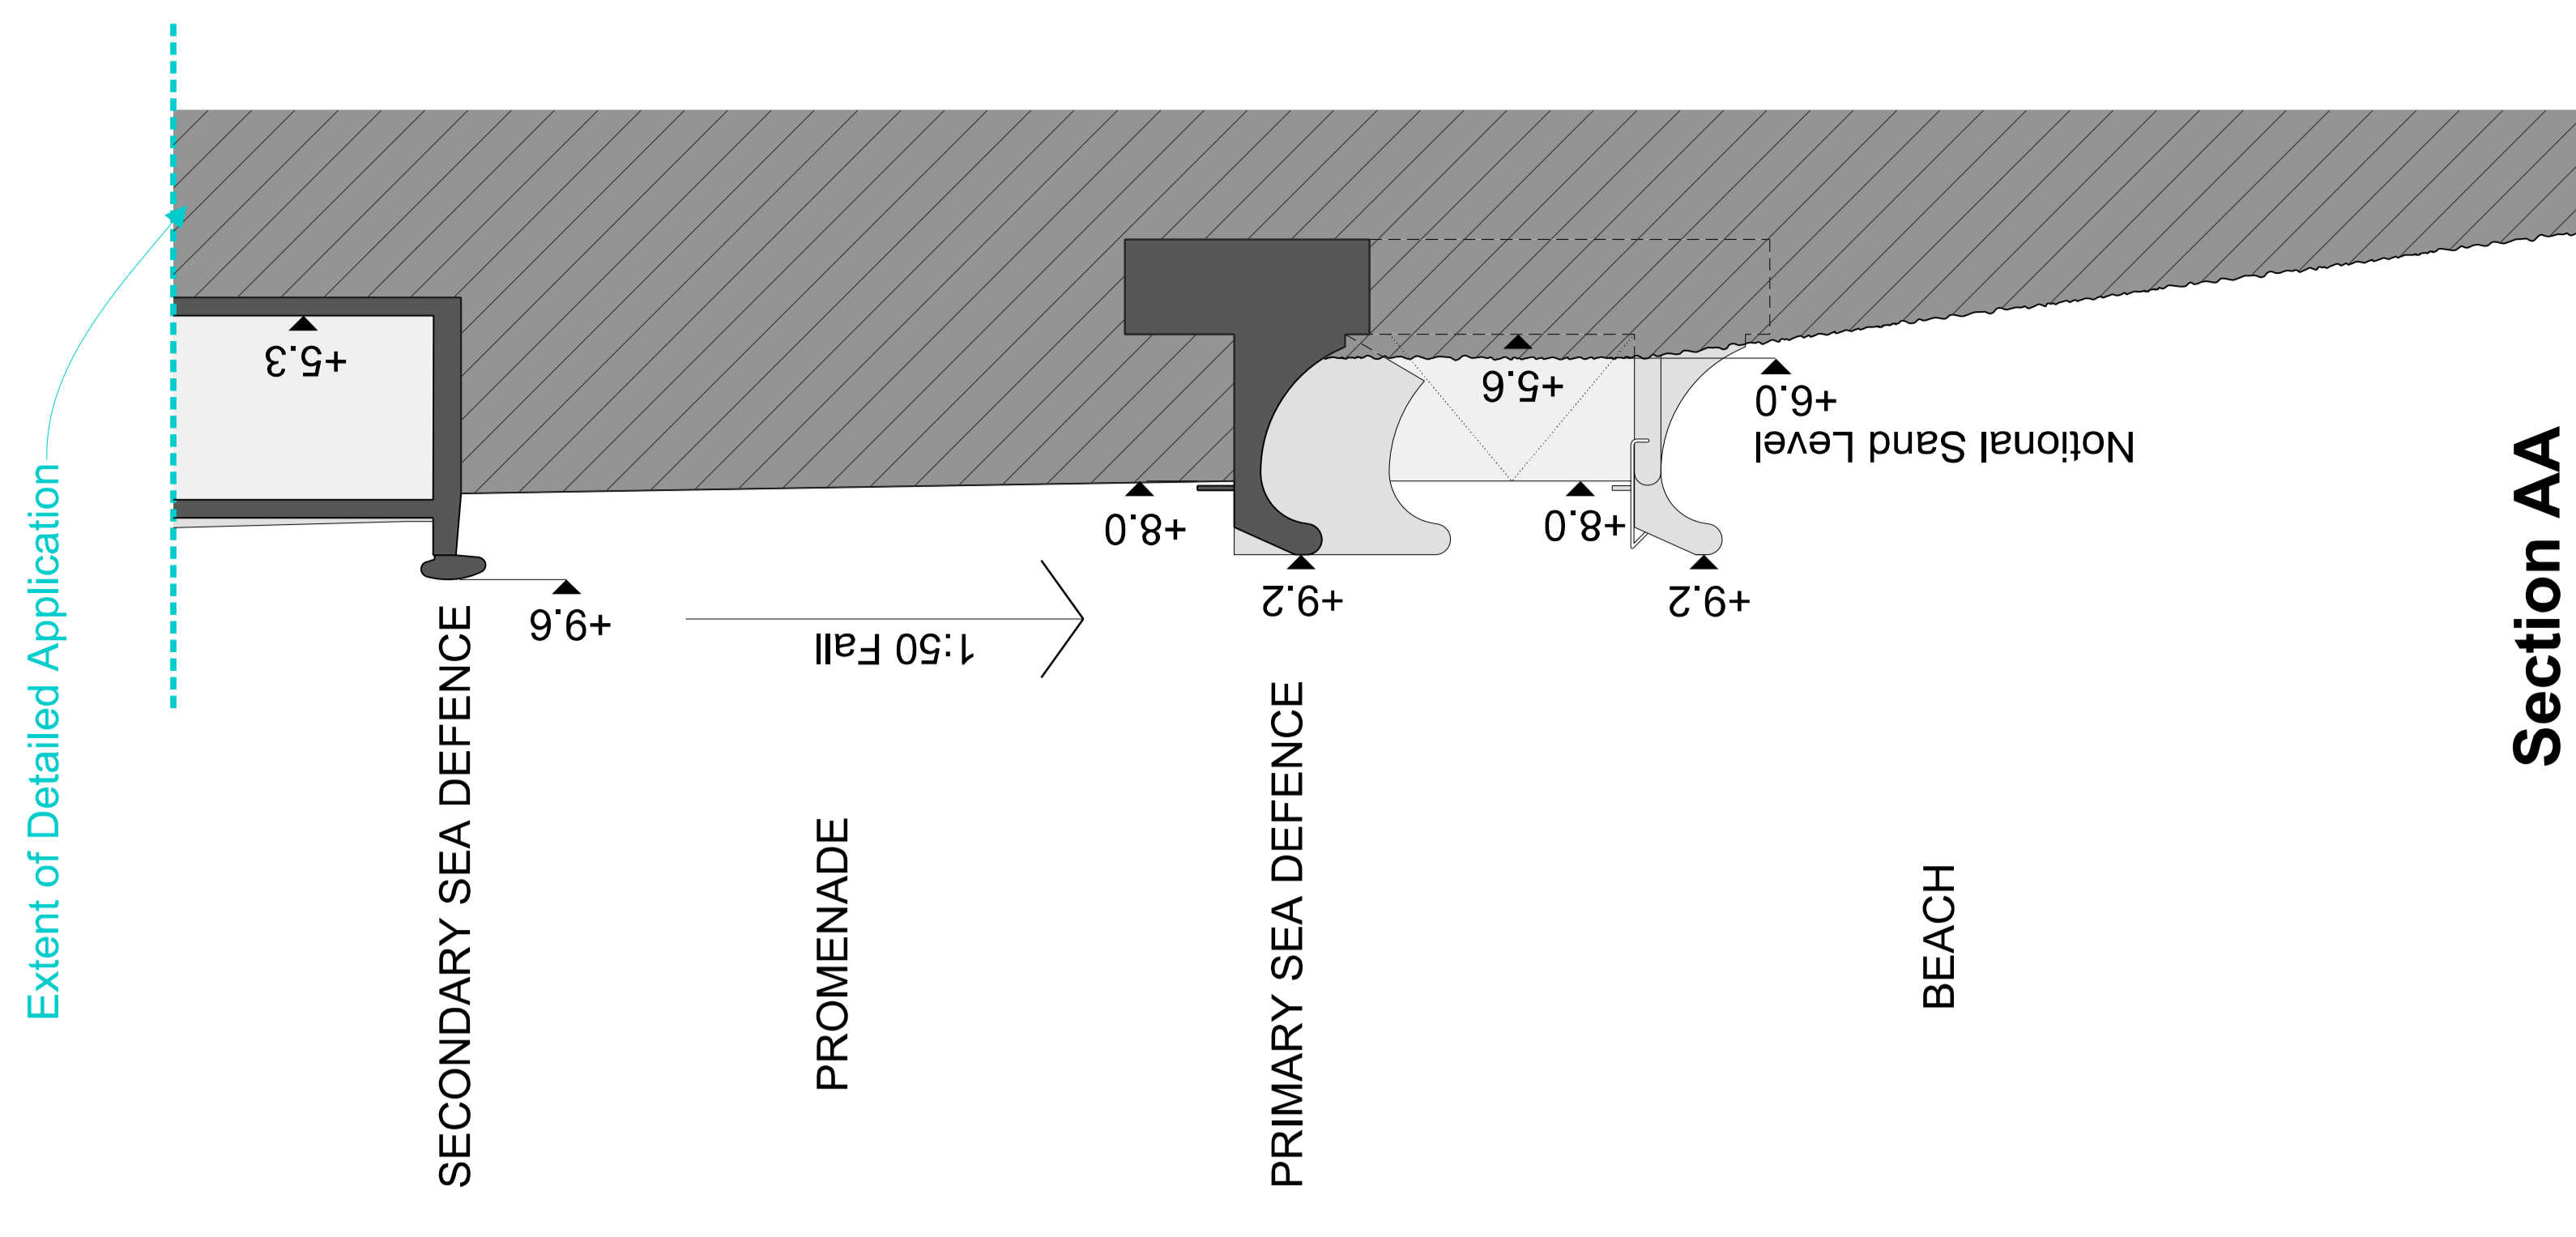 Extent of Detailed Application
+5.3
SECONDARY SEA DEFENCE
+9.6
1:50 Fall
PROMENADE
+8.0
+9.2
PRIMARY SEA DEFENCE
+5.6
+8.0
+9.2
+6.0
Notional Sand Level
BEACH
Section AA